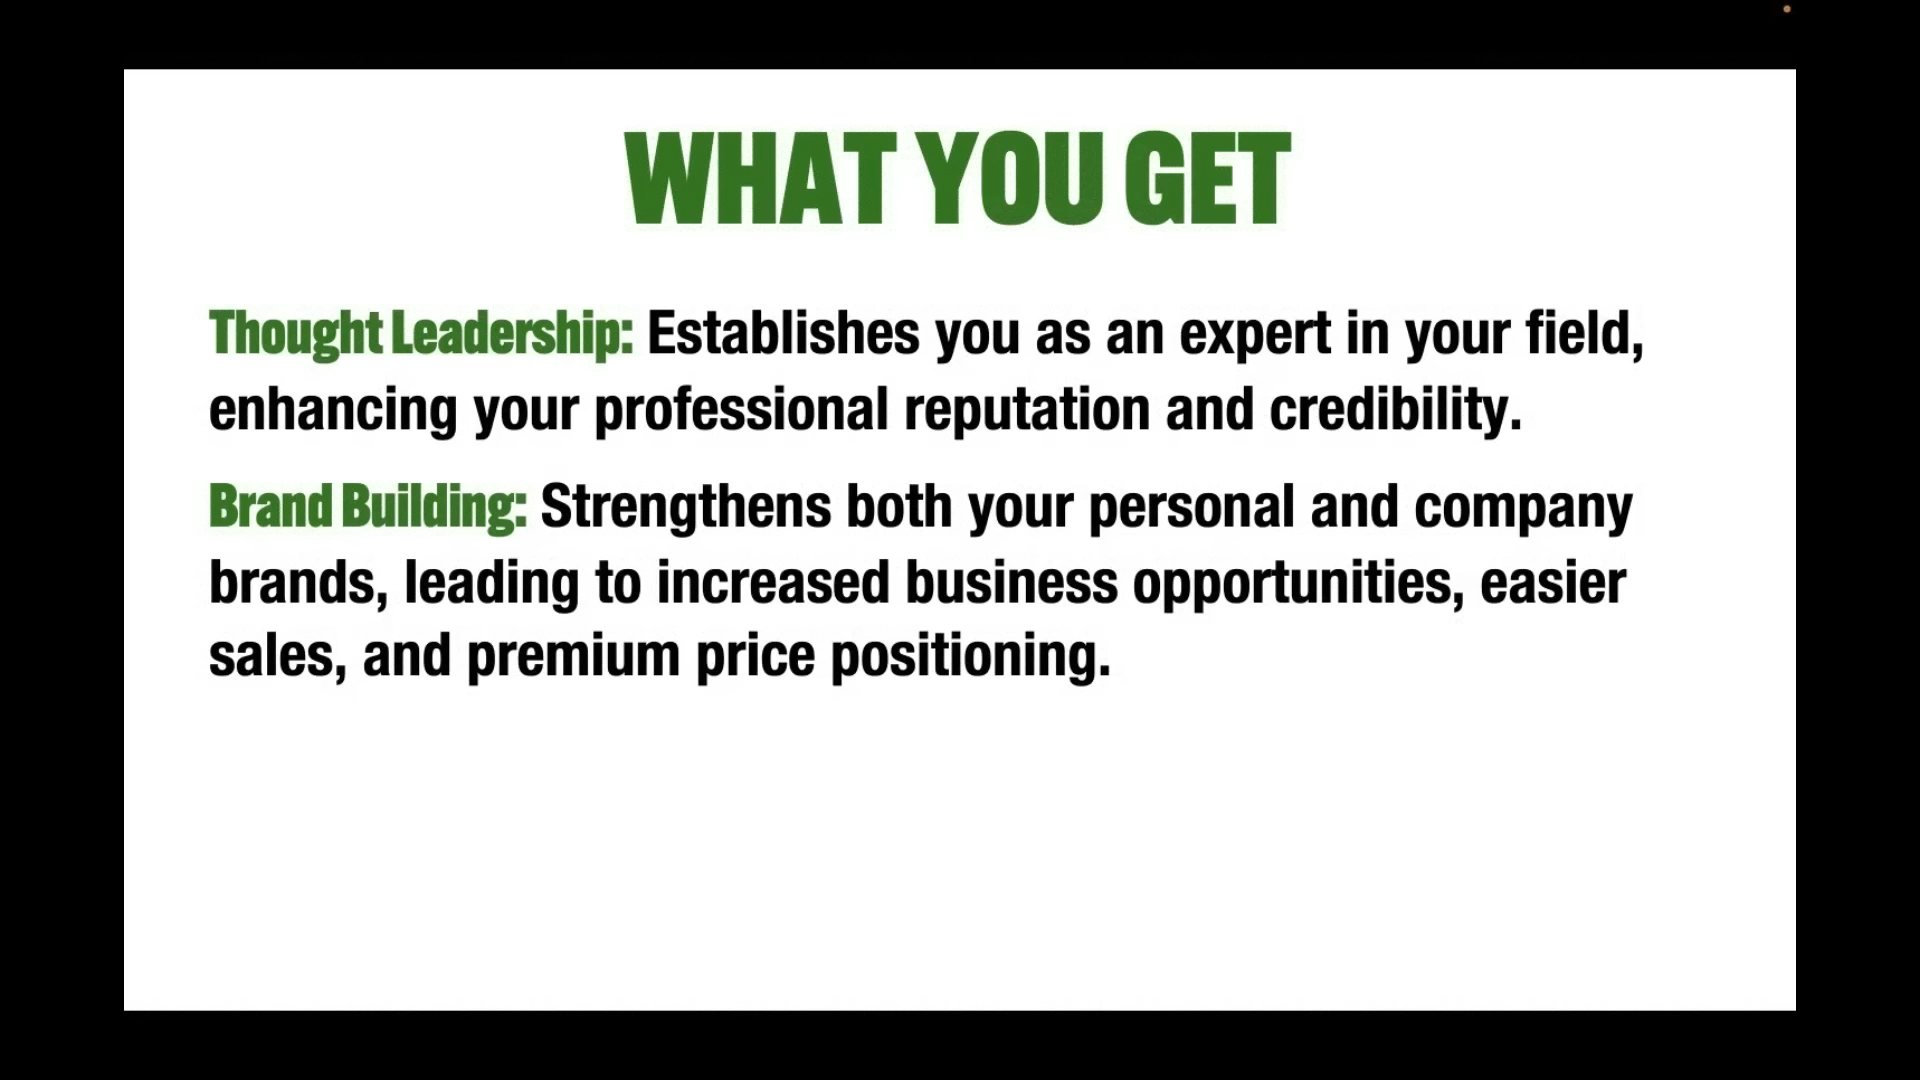 WHAT YOU GET
Thought Leadership: Establishes you as an expert in your field,
enhancing your professional reputation and credibility.
Brand Building: Strengthens both your personal and company
brands, leading to increased business opportunities, easier
sales, and premium price positioning.